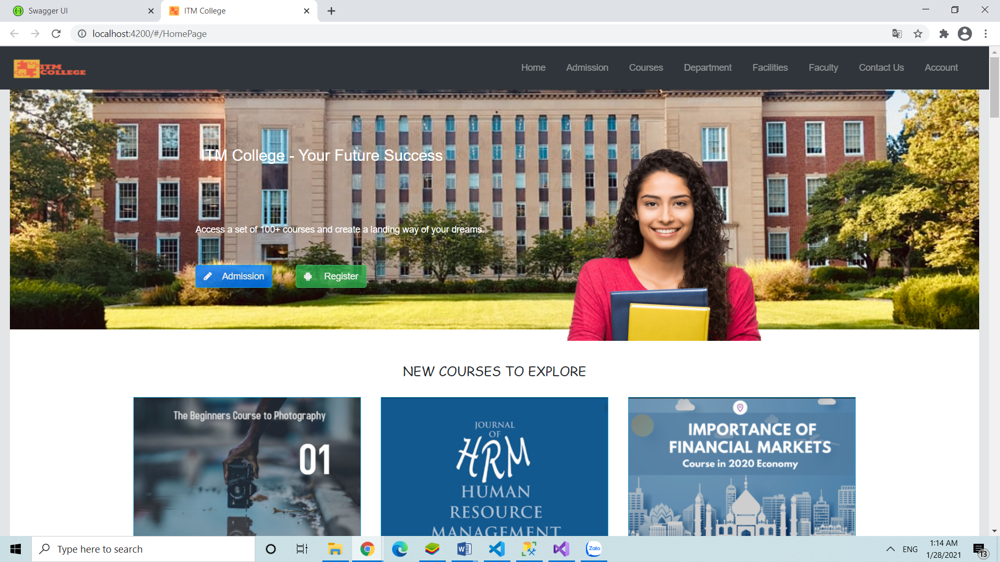 Swagger UI
ITM College
localhost:4200/#/HomePage
ITM
COLLEGE
Home Admission Courses Department Facilities Faculty Contact Us Account
ITM College - Your Future Success
Access a set of 100+ courses and create a landing way of your dreams.
Admission Register
NEW COURSES TO EXPLORE
The Beginners Course to Photography
01
JOURNAL
OF
HRM
HUMAN
RESOURCE
MANAGEMENT
IMPORTANCE OF
FINANCIAL MARKETS
Course in 2020 Economy
Type here to search
Zalo
ENG
1:14 AM
1/28/2021
13